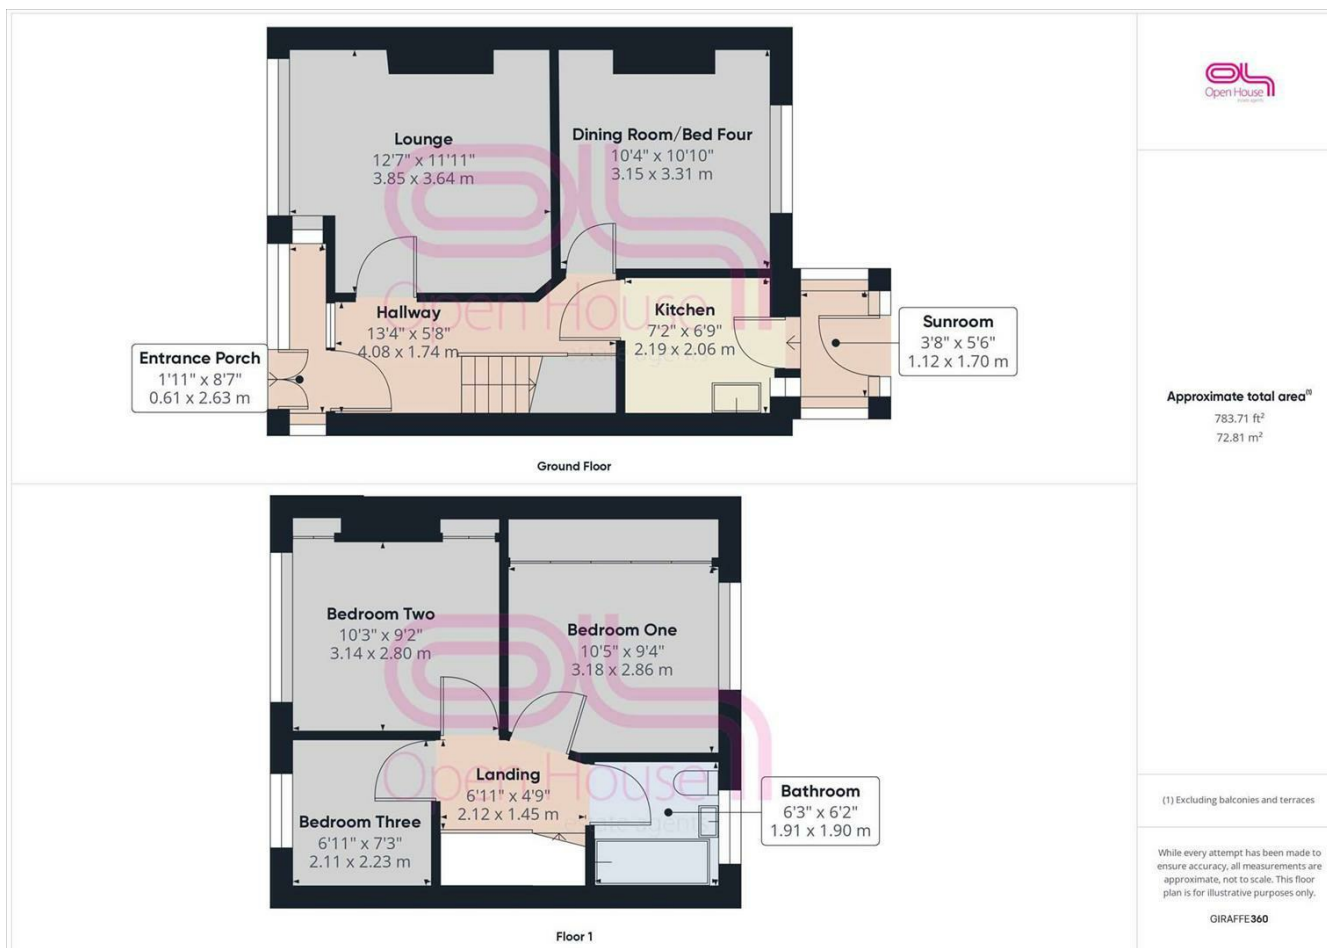 Lounge
12'7" x 11'11"
3.85 x 3.64 m
Dining Room/Bed Four
10'4" x 10'10"
3.15 x 3.31 m
Hallway
13'4" x 5'8"
4.08 x 1.74 m
Kitchen
7'2" x 6'9"
2.19 x 2.06 m
Sunroom
3'8" x 5'6"
1.12 x 1.70 m
Entrance Porch
1'11" x 8'7"
0.61 x 2.63 m
Open House
estate agents
Ground Floor
Bedroom Two
10'3" x 9'2"
3.14 x 2.80 m
Bedroom One
10'5" x 9'4"
3.18 x 2.86 m
Landing
6'11" x 4'9"
2.12 x 1.45 m
Bathroom
6'3" x 6'2"
1.91 x 1.90 m
Bedroom Three
6'11" x 7'3"
2.11 x 2.23 m
Open House
estate agents
Floor 1
Open House
estate agents
Approximate total area⁽¹⁾
783.71 ft²
72.81 m²
(1) Excluding balconies and terraces
While every attempt has been made to
ensure accuracy, all measurements are
approximate, not to scale. This floor
plan is for illustrative purposes only.
GIRAFFE360